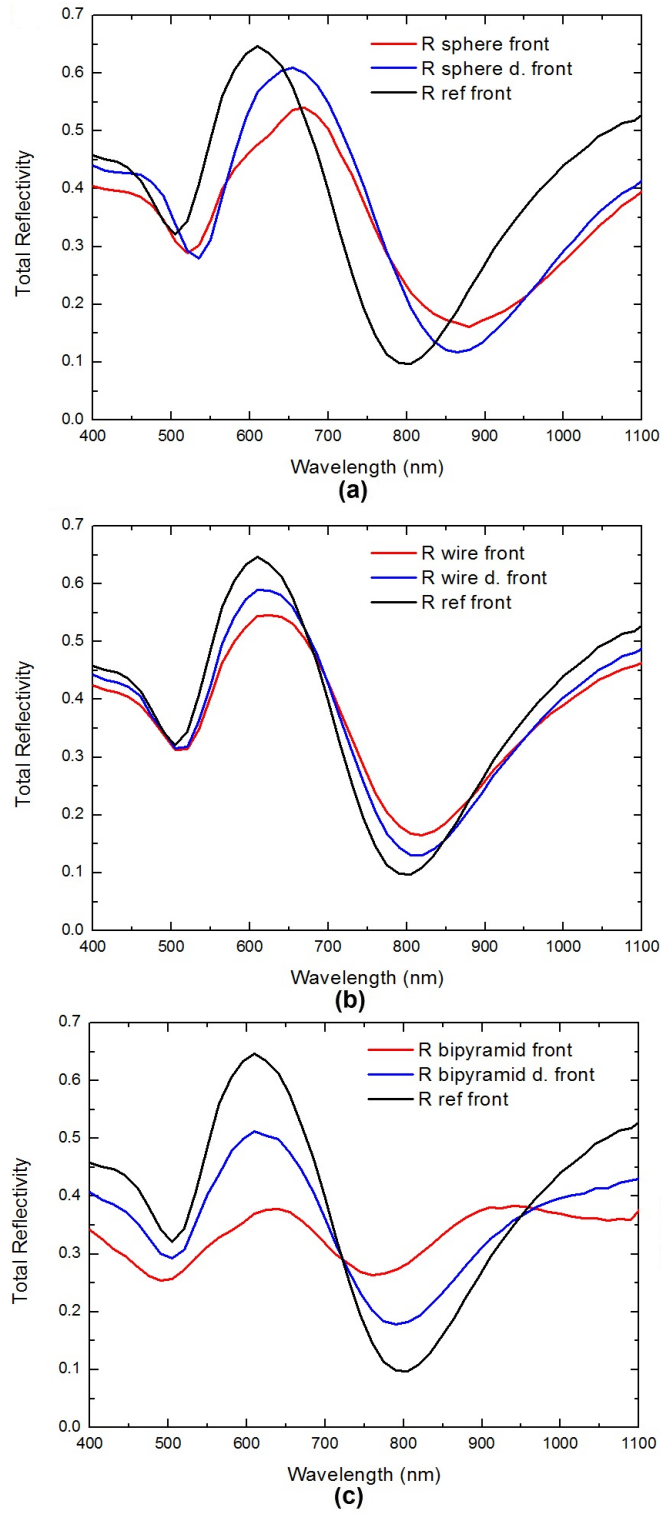 0.7
0.6
0.5
0.4
0.3
0.2
0.1
0.0
Total Reflectivity
R sphere front
R sphere d. front
R ref front
400 500 600 700 800 900 1000 1100
Wavelength (nm)
(a)
0.7
0.6
0.5
0.4
0.3
0.2
0.1
0.0
Total Reflectivity
R wire front
R wire d. front
R ref front
400 500 600 700 800 900 1000 1100
Wavelength (nm)
(b)
0.7
0.6
0.5
0.4
0.3
0.2
0.1
0.0
Total Reflectivity
R bipyramid front
R bipyramid d. front
R ref front
400 500 600 700 800 900 1000 1100
Wavelength (nm)
(c)